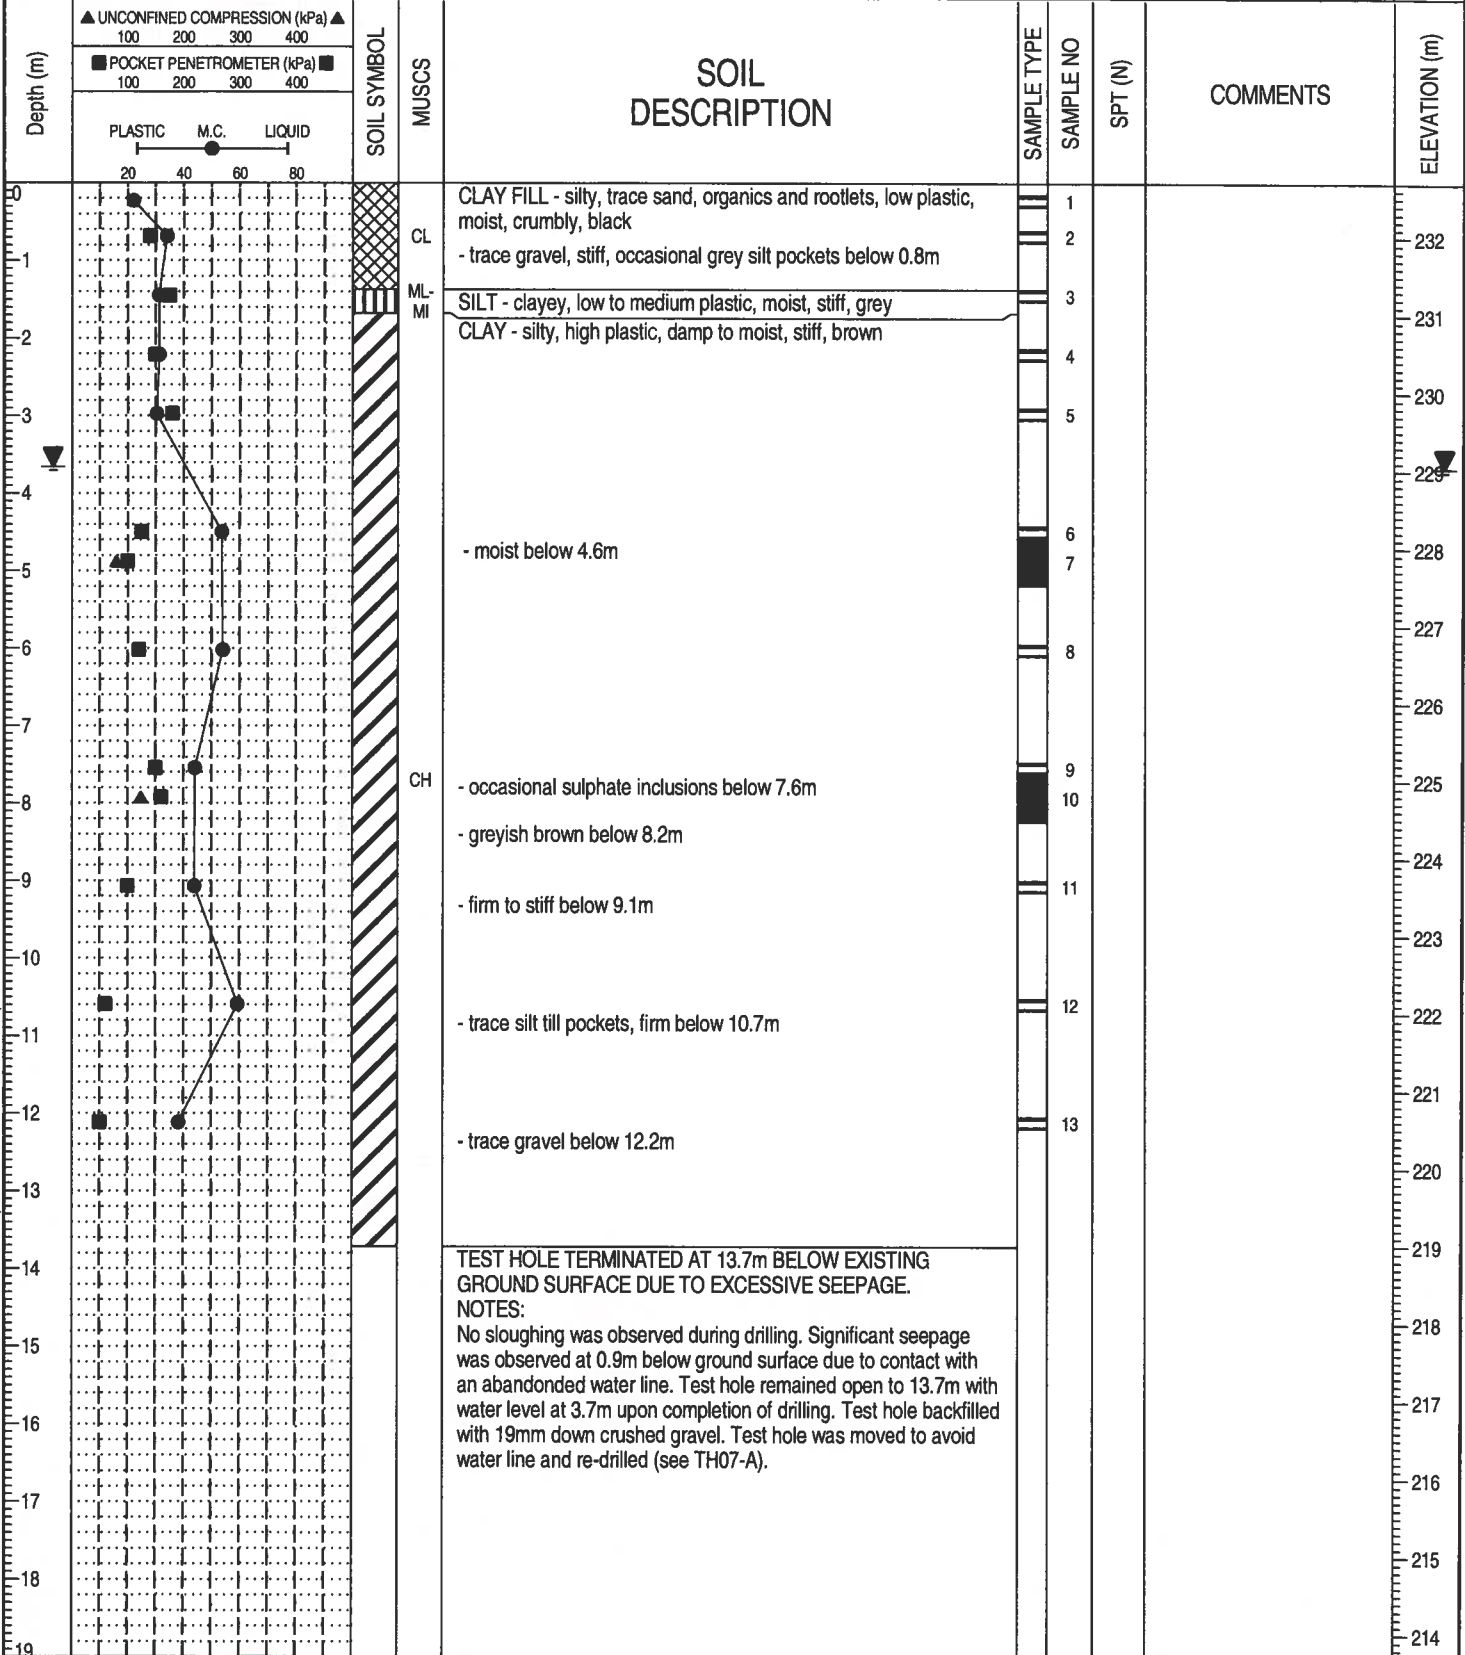 ▲ UNCONFINED COMPRESSION (kPa) ▲
100 200 300 400
■ POCKET PENETROMETER (kPa) ■
100 200 300 400
PLASTIC M.C. LIQUID
20 40 60 80
Depth (m)
SOIL SYMBOL
MUSCS
SOIL
DESCRIPTION
SAMPLE TYPE
SAMPLE NO
SPT (N)
COMMENTS
ELEVATION (m)
0
1
2
3
4
5
6
7
8
9
10
11
12
13
14
15
16
17
18
19
CL
ML-
MI
CH
CLAY FILL - silty, trace sand, organics and rootlets, low plastic,
moist, crumbly, black
- trace gravel, stiff, occasional grey silt pockets below 0.8m
SILT - clayey, low to medium plastic, moist, stiff, grey
CLAY - silty, high plastic, damp to moist, stiff, brown
- moist below 4.6m
- occasional sulphate inclusions below 7.6m
- greyish brown below 8.2m
- firm to stiff below 9.1m
- trace silt till pockets, firm below 10.7m
- trace gravel below 12.2m
TEST HOLE TERMINATED AT 13.7m BELOW EXISTING
GROUND SURFACE DUE TO EXCESSIVE SEEPAGE.
NOTES:
No sloughing was observed during drilling. Significant seepage
was observed at 0.9m below ground surface due to contact with
an abandonded water line. Test hole remained open to 13.7m with
water level at 3.7m upon completion of drilling. Test hole backfilled
with 19mm down crushed gravel. Test hole was moved to avoid
water line and re-drilled (see TH07-A).
1
2
3
4
5
6
7
8
9
10
11
12
13
232
231
230
229
228
227
226
225
224
223
222
221
220
219
218
217
216
215
214